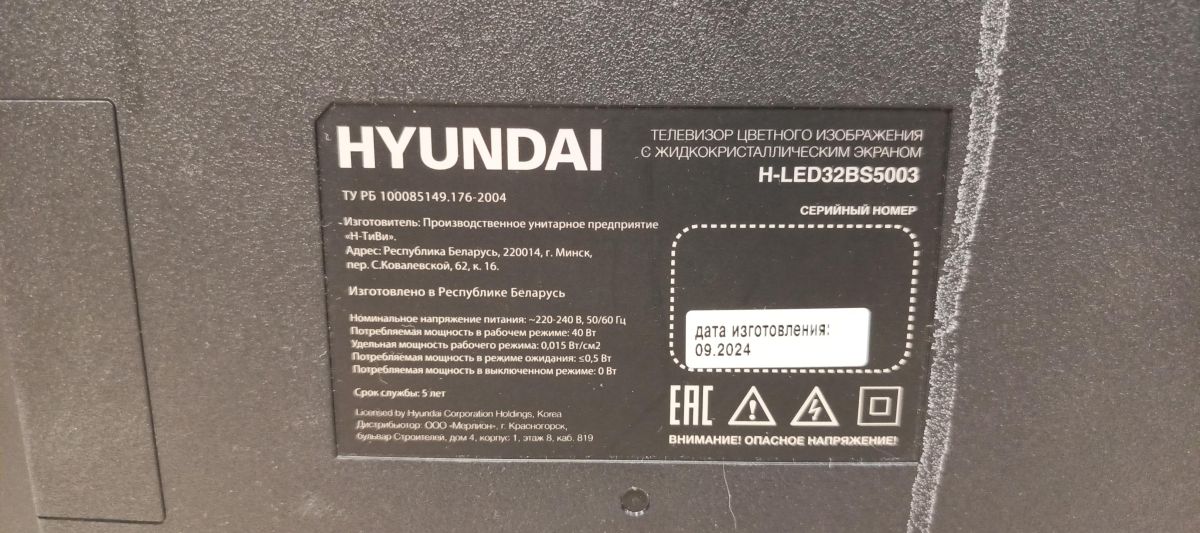 HYUNDAI
ТУ РБ 100085149.176-2004
Изготовитель: Производственное унитарное предприятие
«Н-ТиВи».
Адрес: Республика Беларусь, 220014, г. Минск,
пер. С.Ковалевской, 62, к. 16.
Изготовлено в Республике Беларусь
Номинальное напряжение питания: ~220-240 В, 50/60 Гц
Потребляемая мощность в рабочем режиме: 40 Вт
Удельная мощность рабочего режима: 0,015 Вт/см2
Потребляемая мощность в режиме ожидания: ≤0,5 Вт
Потребляемая мощность в выключенном режиме: 0 Вт
Срок службы: 5 лет
Licensed by Hyundai Corporation Holdings, Korea
Дистрибьютор: ООО «Мерлион», г. Красногорск,
бульвар Строителей, дом 4, корпус 1, этаж 8, каб. 819
ТЕЛЕВИЗОР ЦВЕТНОГО ИЗОБРАЖЕНИЯ
С ЖИДКОКРИСТАЛЛИЧЕСКИМ ЭКРАНОМ
H-LED32BS5003
СЕРИЙНЫЙ НОМЕР
дата изготовления:
09.2024
EAC
ВНИМАНИЕ! ОПАСНОЕ НАПРЯЖЕНИЕ!